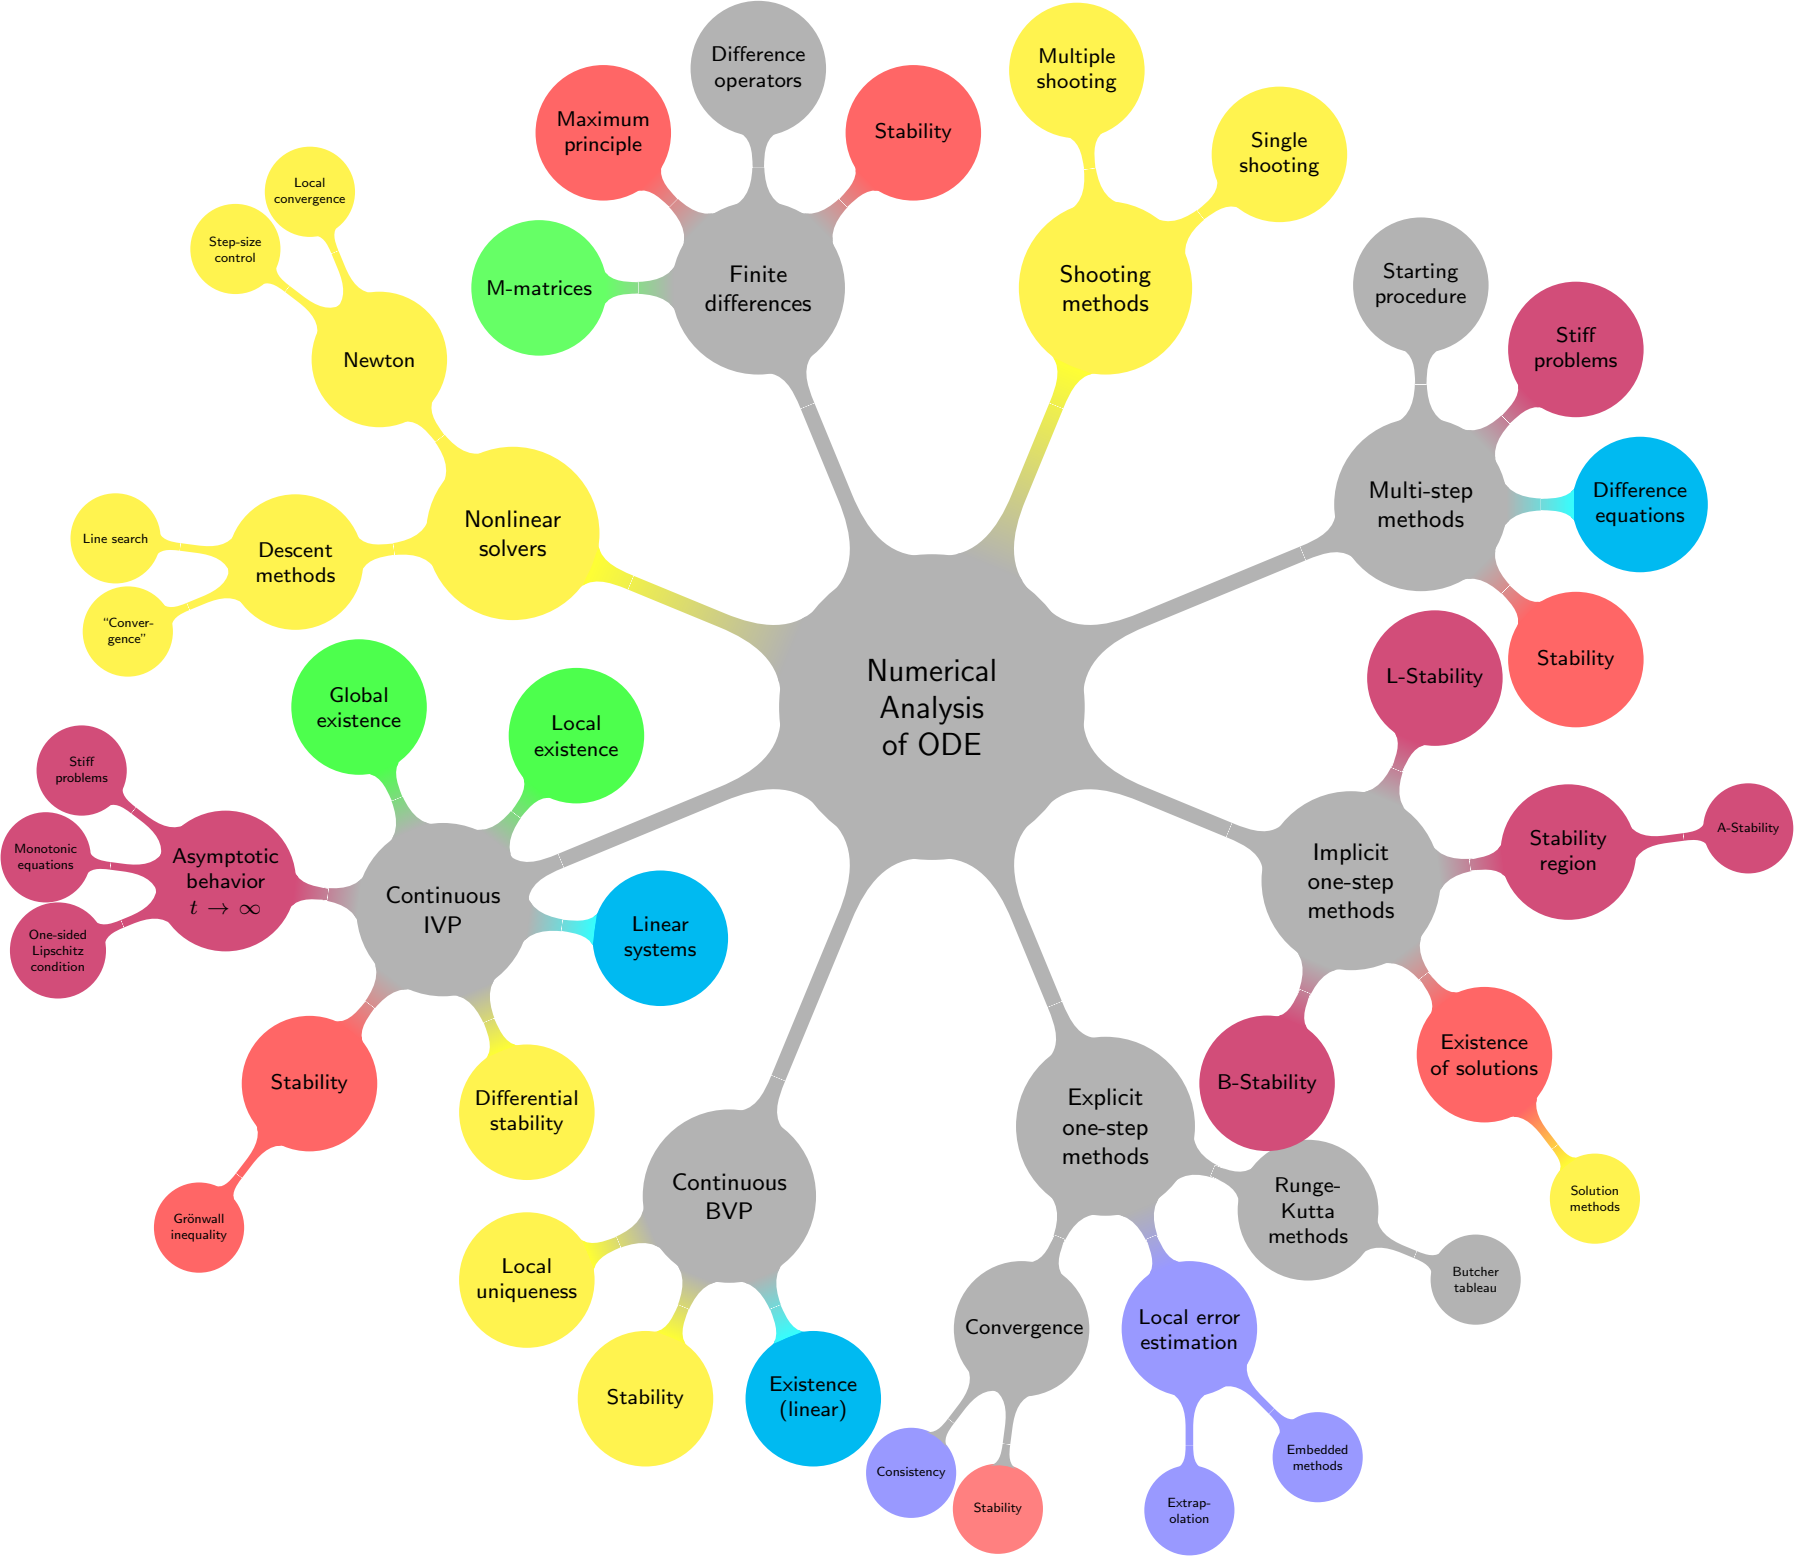 Numerical
Analysis
of ODE
Finite
differences
Difference
operators
Maximum
principle
Stability
M-matrices
Shooting
methods
Multiple
shooting
Single
shooting
Multi-step
methods
Starting
procedure
Stiff
problems
Difference
equations
Stability
Implicit
one-step
methods
L-Stability
Stability
region
A-Stability
Existence
of solutions
Solution
methods
B-Stability
Explicit
one-step
methods
Runge-
Kutta
methods
Butcher
tableau
Local error
estimation
Embedded
methods
Extrap-
olation
Convergence
Consistency
Stability
Continuous
BVP
Local
uniqueness
Stability
Existence
(linear)
Continuous
IVP
Global
existence
Local
existence
Linear
systems
Differential
stability
Stability
Grönwall
inequality
Asymptotic
behavior
t → ∞
Stiff
problems
Monotonic
equations
One-sided
Lipschitz
condition
Nonlinear
solvers
Newton
Local
convergence
Step-size
control
Descent
methods
Line search
“Conver-
gence”